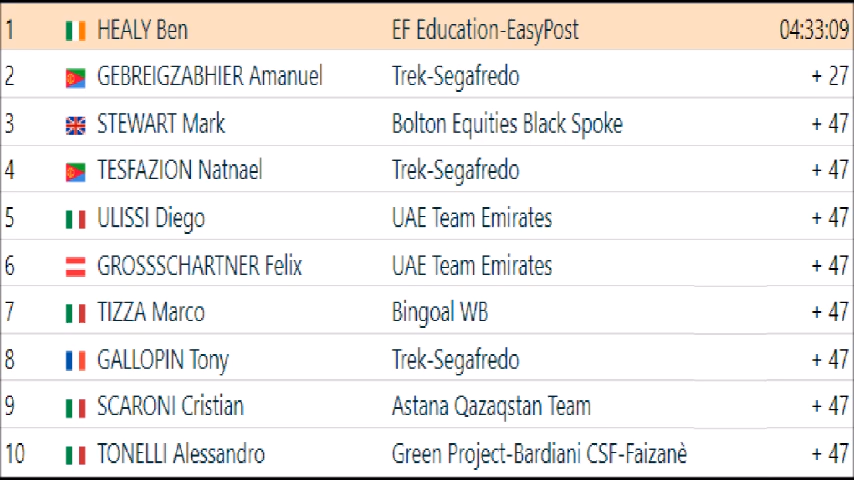 1 HEALY Ben EF Education-EasyPost 04:33:09
2 GEBREIGZABHIER Amanuel Trek-Segafredo + 27
3 STEWART Mark Bolton Equities Black Spoke + 47
4 TESFAZION Natnael Trek-Segafredo + 47
5 ULISSI Diego UAE Team Emirates + 47
6 GROSSSCHARTNER Felix UAE Team Emirates + 47
7 TIZZA Marco Bingoal WB + 47
8 GALLOPIN Tony Trek-Segafredo + 47
9 SCARONI Cristian Astana Qazaqstan Team + 47
10 TONELLI Alessandro Green Project-Bardiani CSF-Faizanè + 47